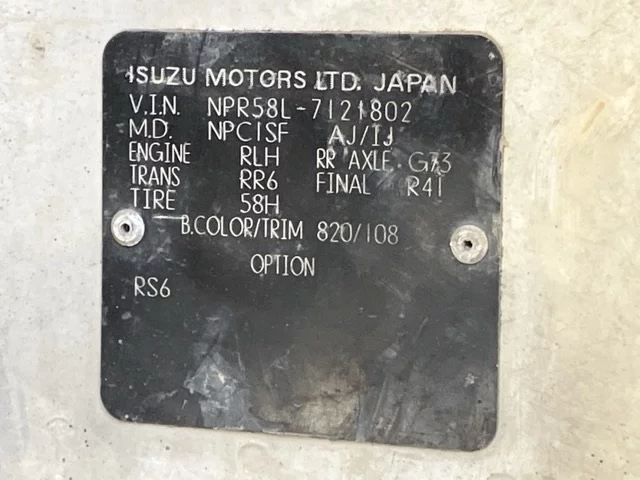 ISUZU MOTORS LTD. JAPAN
V.I.N. NPR58L-7121802
M.D. NPC1SF AJ/IJ
ENGINE RLH RR AXLE G73
TRANS RR6 FINAL R41
TIRE 58H
B.COLOR/TRIM 820/108
OPTION
RS6